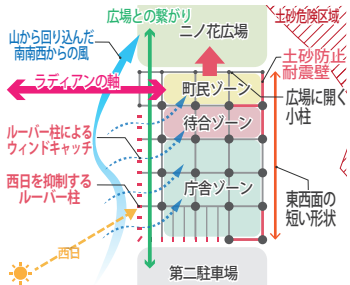 広場との繋がり
ニノ花広場
土砂危険区域
山から回り込んだ
南南西からの風
土砂防止
耐震壁
ラディアンの軸
町民ゾーン
広場に開く
小柱
待合ゾーン
ルーバー柱による
ウィンドキャッチ
西日を抑制する
ルーバー柱
庁舎ゾーン
東西面の
短い形状
西日
第二駐車場